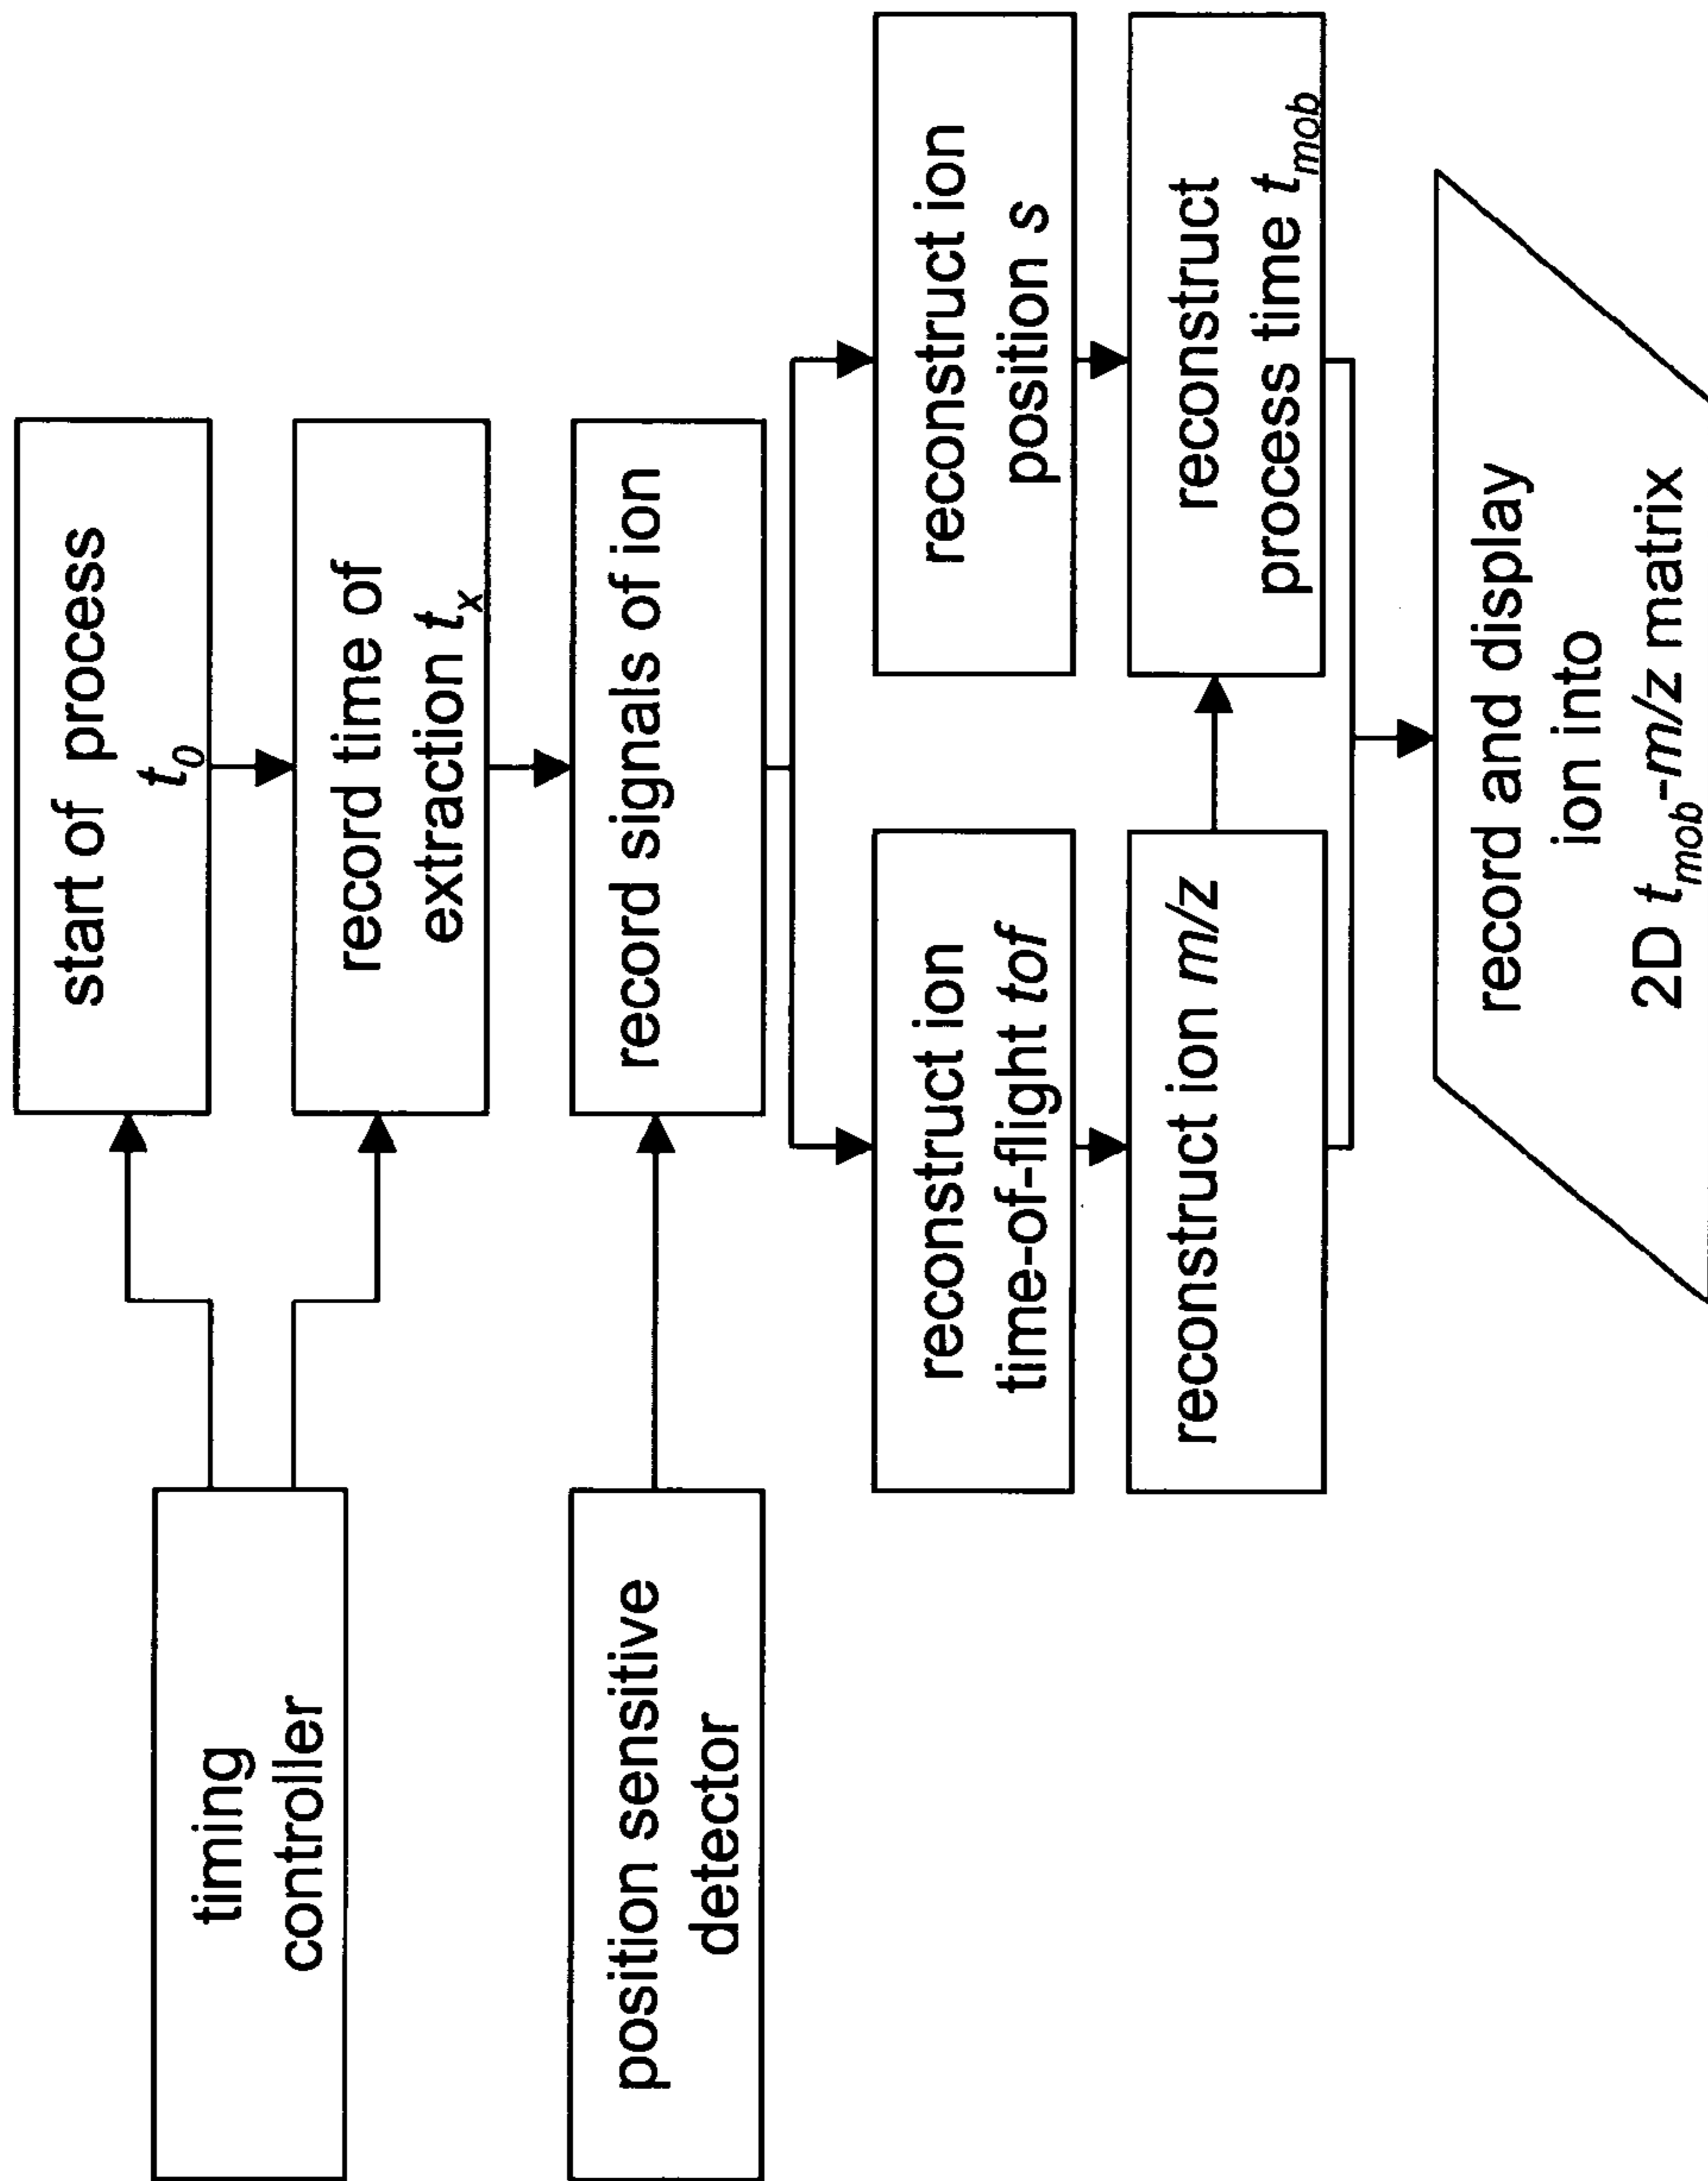 timing
controller
start of process
t₀
record time of
extraction tₓ
position sensitive
detector
record signals of ion
reconstruct ion
time-of-flight tof
reconstruct ion
position s
reconstruct ion m/z
reconstruct
process time t_mob
record and display
ion into
2D t_mob-m/z matrix